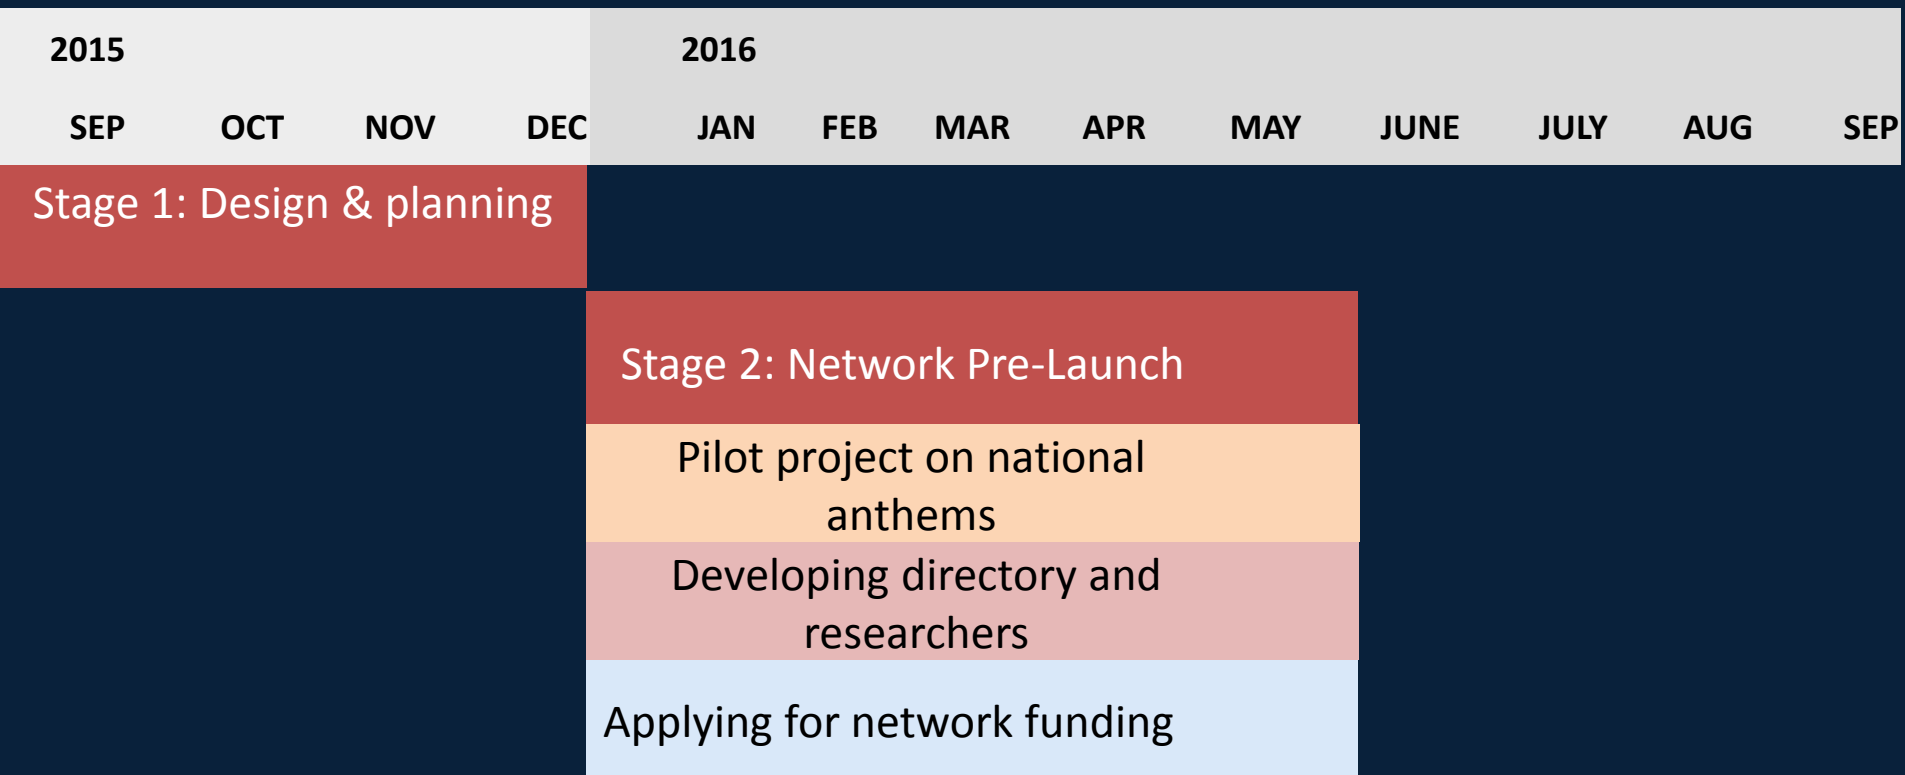 2015 2016
SEP OCT NOV DEC JAN FEB MAR APR MAY JUNE JULY AUG SEP
Stage 1: Design & planning
Stage 2: Network Pre-Launch
Pilot project on national
anthems
Developing directory and
researchers
Applying for network funding